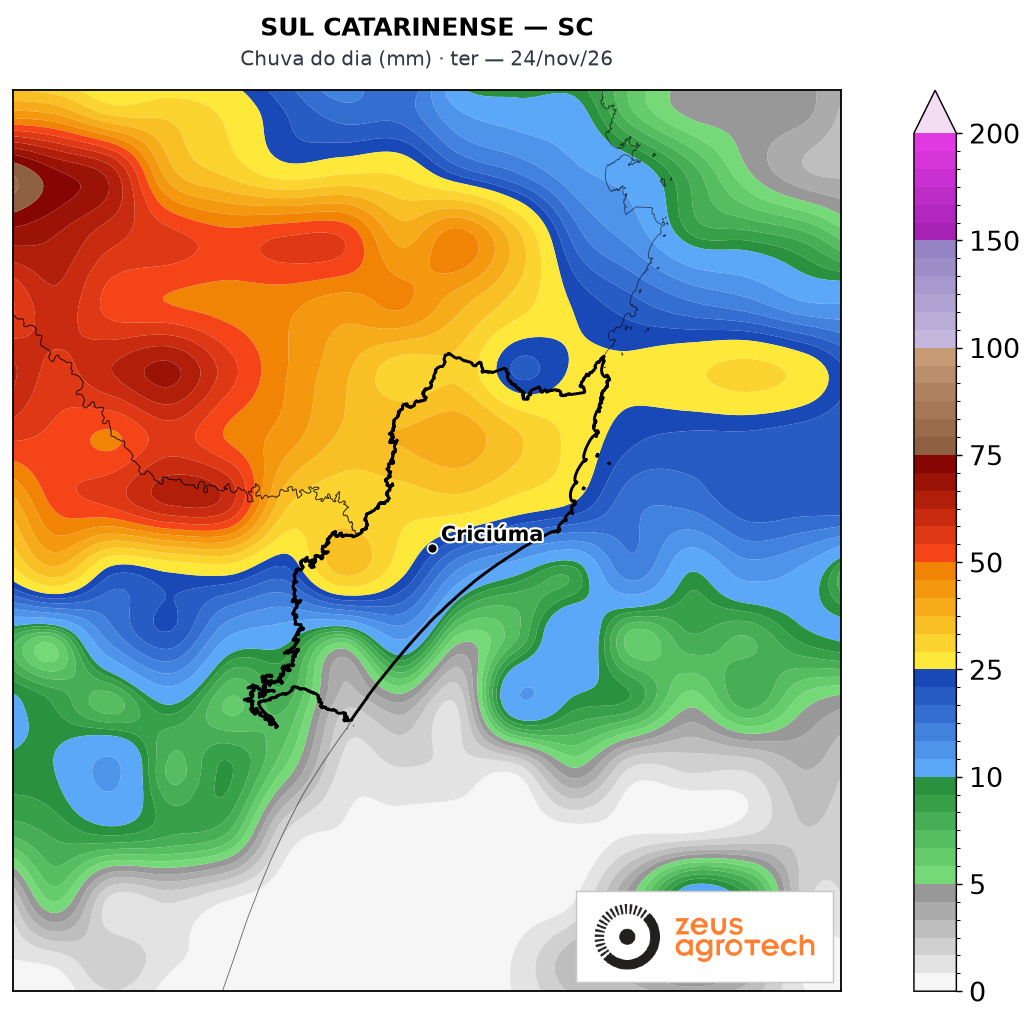 SUL CATARINENSE — SC
Chuva do dia (mm) · ter — 24/nov/26
200
150
100
75
50
25
10
5
0
Criciúma
zeus
agrotech